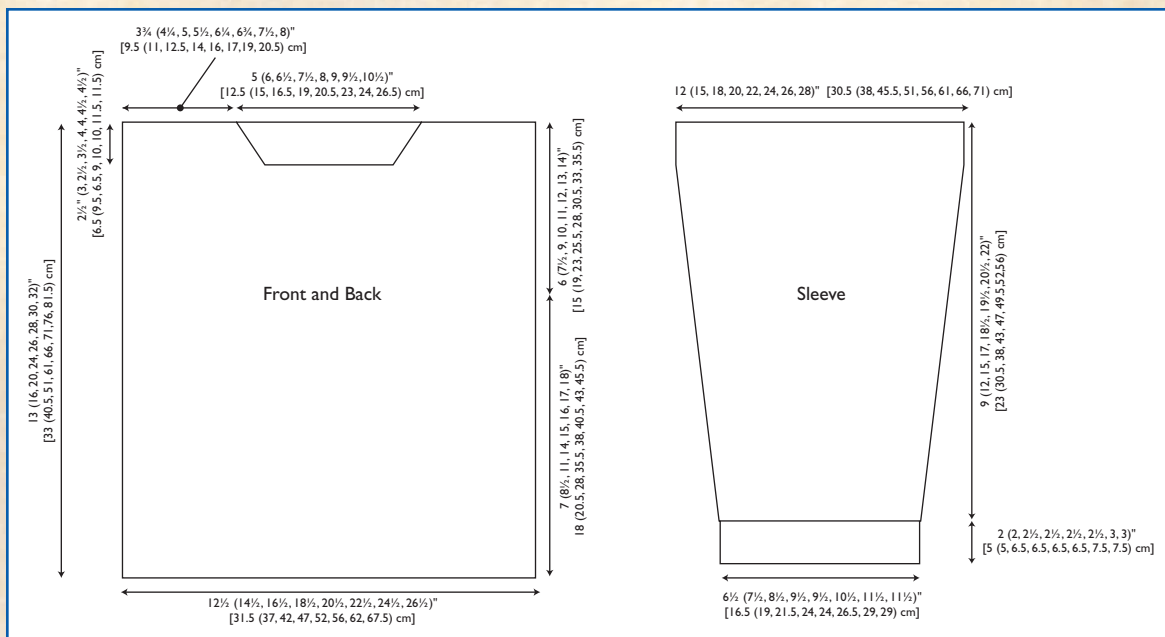 3¾ (4¼, 5, 5½, 6¼, 6¾, 7½, 8)"
[9.5 (11, 12.5, 14, 16, 17,19, 20.5) cm]
5 (6, 6½, 7½, 8, 9, 9½,10½)"
[12.5 (15, 16.5, 19, 20.5, 23, 24, 26.5) cm]
2½" (3, 2½, 3½, 4, 4, 4½, 4½)"
[6.5 (9.5, 6.5, 9, 10, 10, 11.5, 11.5) cm]
13 (16, 20, 24, 26, 28, 30, 32)"
[33 (40.5, 51, 61, 66, 71,76, 81.5) cm]
Front and Back
6 (7½, 9, 10, 11, 12, 13, 14)"
[15 (19, 23, 25.5, 28, 30.5, 33, 35.5) cm]
7 (8½, 11, 14, 15, 16, 17, 18)"
18 (20.5, 28, 35.5, 38, 40.5, 43, 45.5) cm]
12½ (14½, 16½, 18½, 20½, 22½, 24½, 26½)"
[31.5 (37, 42, 47, 52, 56, 62, 67.5) cm]
12 (15, 18, 20, 22, 24, 26, 28)" [30.5 (38, 45.5, 51, 56, 61, 66, 71) cm]
Sleeve
9 (12, 15, 17, 18½, 19½, 20½, 22)"
[23 (30.5, 38, 43, 47, 49.5,52,56) cm]
2 (2, 2½, 2½, 2½, 2½, 3, 3)"
[5 (5, 6.5, 6.5, 6.5, 6.5, 7.5, 7.5) cm]
6½ (7½, 8½, 9½, 9½, 10½, 11½, 11½)"
[16.5 (19, 21.5, 24, 24, 26.5, 29, 29) cm]